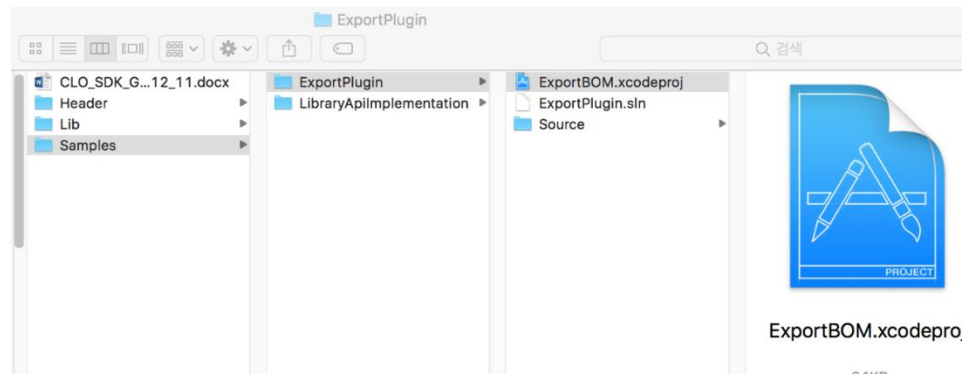 ExportPlugin
검색
CLO_SDK_G...12_11.docx
Header
Lib
Samples
ExportPlugin
LibraryApiImplementation
ExportBOM.xcodeproj
ExportPlugin.sln
Source
PROJECT
ExportBOM.xcodeproj